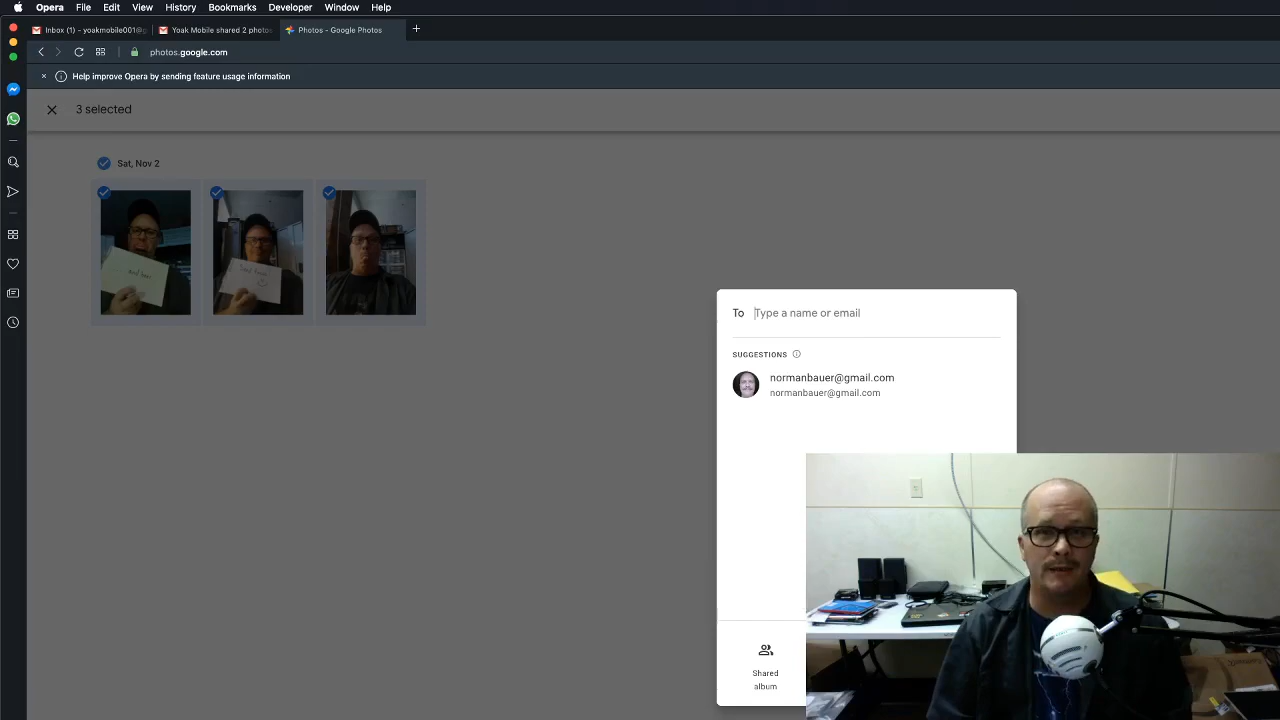 Opera File Edit View History Bookmarks Developer Window Help
Inbox (1) - yoakmobile001@g
Yoak Mobile shared 2 photos
Photos - Google Photos
photos.google.com
Help improve Opera by sending feature usage information
3 selected
Sat, Nov 2
To Type a name or email
SUGGESTIONS
normanbauer@gmail.com
normanbauer@gmail.com
Shared
album